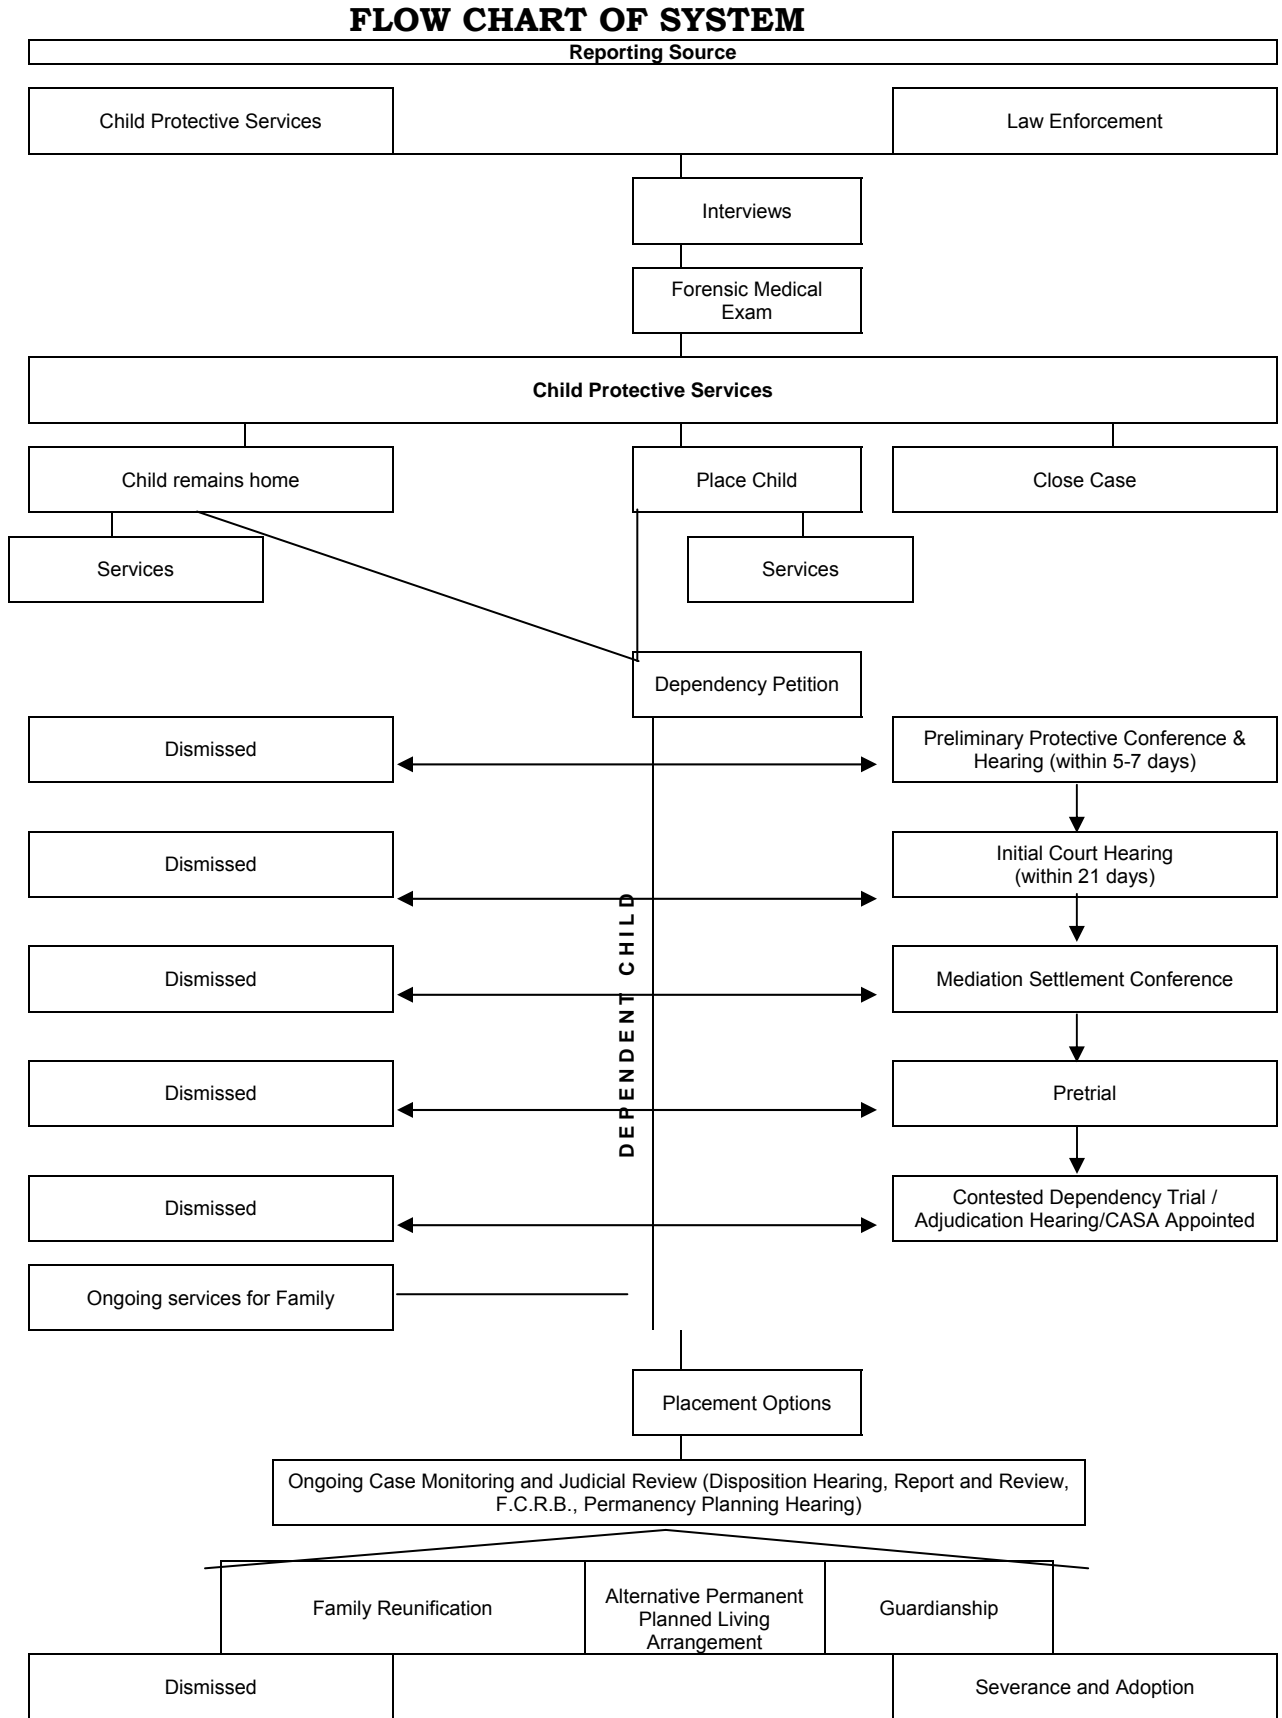 FLOW CHART OF SYSTEM
Reporting Source
Child Protective Services
Law Enforcement
Interviews
Forensic Medical
Exam
Child Protective Services
Child remains home
Place Child
Close Case
Services
Services
Dependency Petition
Dismissed
Preliminary Protective Conference &
Hearing (within 5-7 days)
Dismissed
Initial Court Hearing
(within 21 days)
DEPENDENT CHILD
Dismissed
Mediation Settlement Conference
Dismissed
Pretrial
Dismissed
Contested Dependency Trial /
Adjudication Hearing/CASA Appointed
Ongoing services for Family
Placement Options
Ongoing Case Monitoring and Judicial Review (Disposition Hearing, Report and Review,
F.C.R.B., Permanency Planning Hearing)
Family Reunification
Alternative Permanent
Planned Living
Arrangement
Guardianship
Dismissed
Severance and Adoption